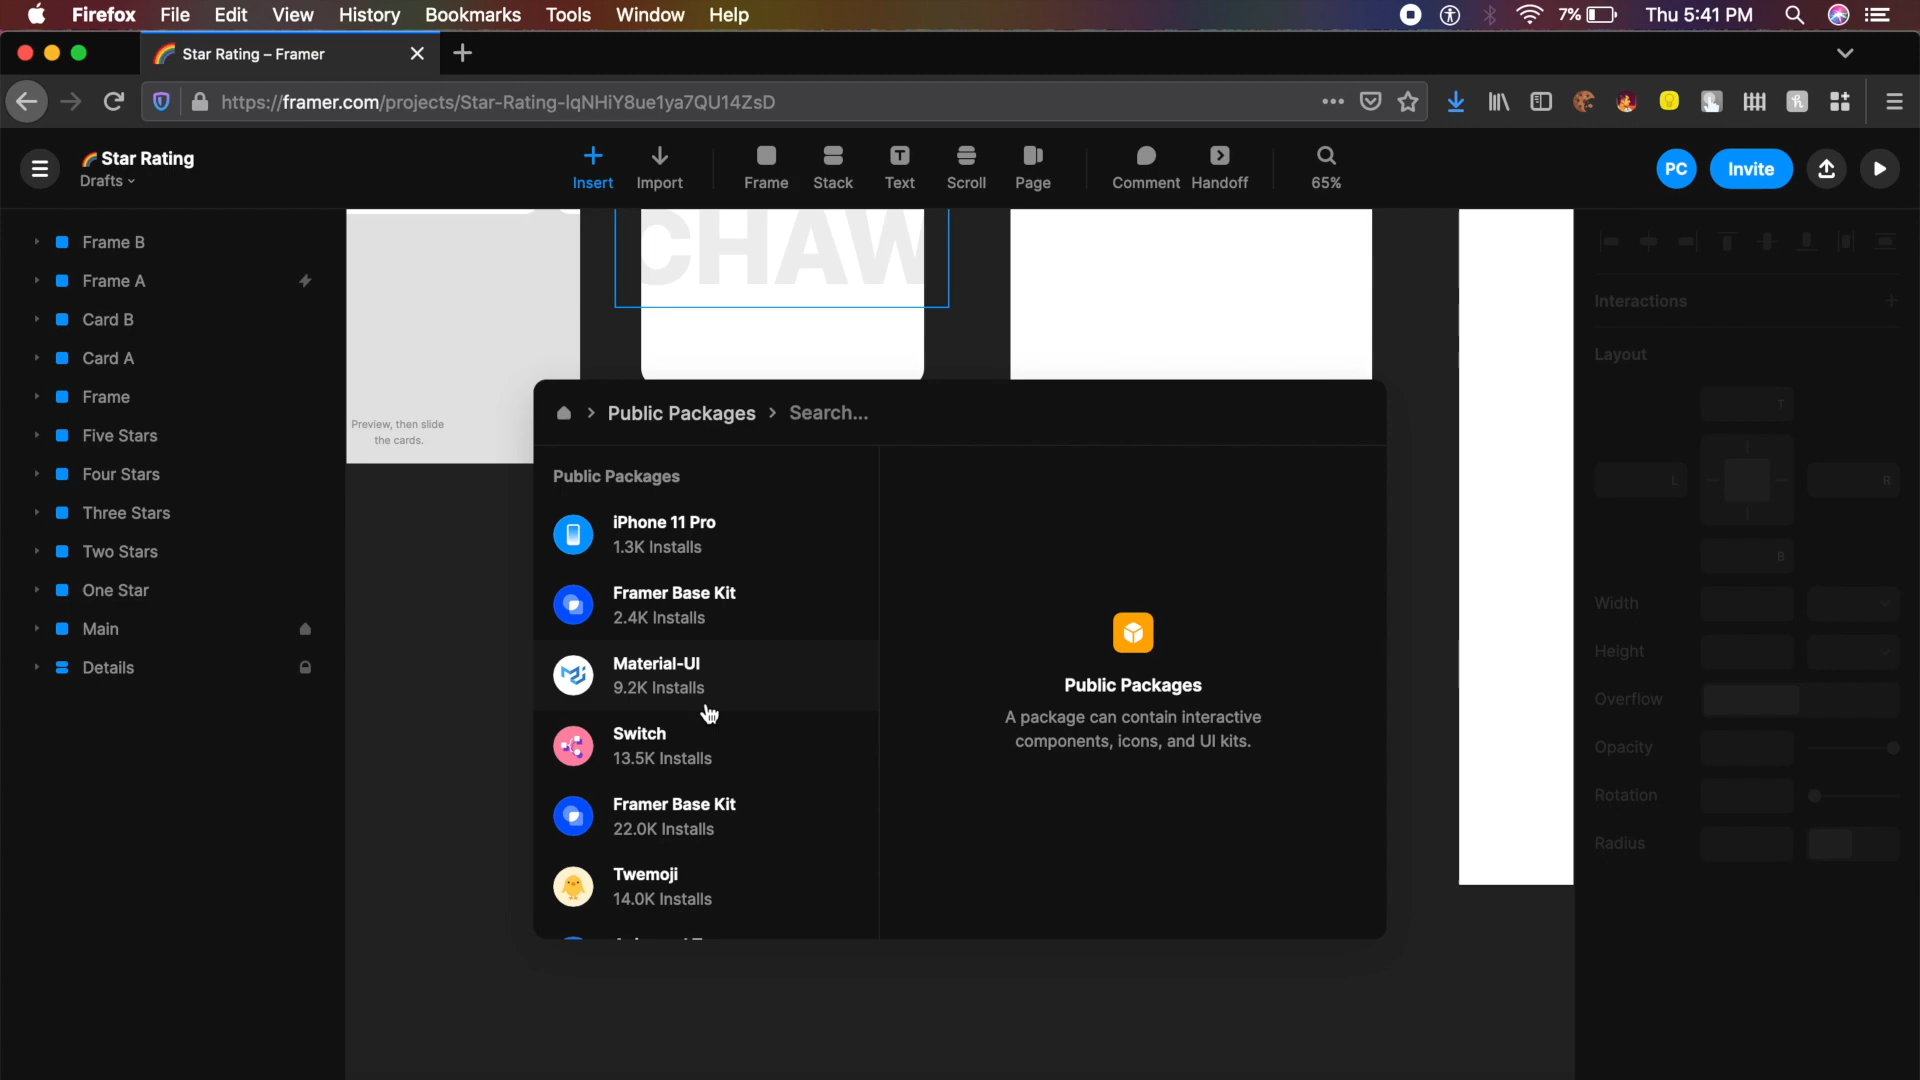 Firefox File Edit View History Bookmarks Tools Window Help 7% Thu 5:41 PM
Star Rating – Framer
https://framer.com/projects/Star-Rating-IqNHiY8ue1ya7QU14ZsD
Star Rating
Drafts
Insert Import Frame Stack Text Scroll Page Comment Handoff 65%
PC Invite
Frame B
Frame A
Card B
Card A
Frame
Five Stars
Four Stars
Three Stars
Two Stars
One Star
Main
Details
CHAW
Preview, then slide
the cards.
Public Packages > Search...
Public Packages
iPhone 11 Pro
1.3K Installs
Framer Base Kit
2.4K Installs
Material-UI
9.2K Installs
Switch
13.5K Installs
Framer Base Kit
22.0K Installs
Twemoji
14.0K Installs
Public Packages
A package can contain interactive
components, icons, and UI kits.
Interactions
Layout
T
L R
B
Width
Height
Overflow
Opacity
Rotation
Radius